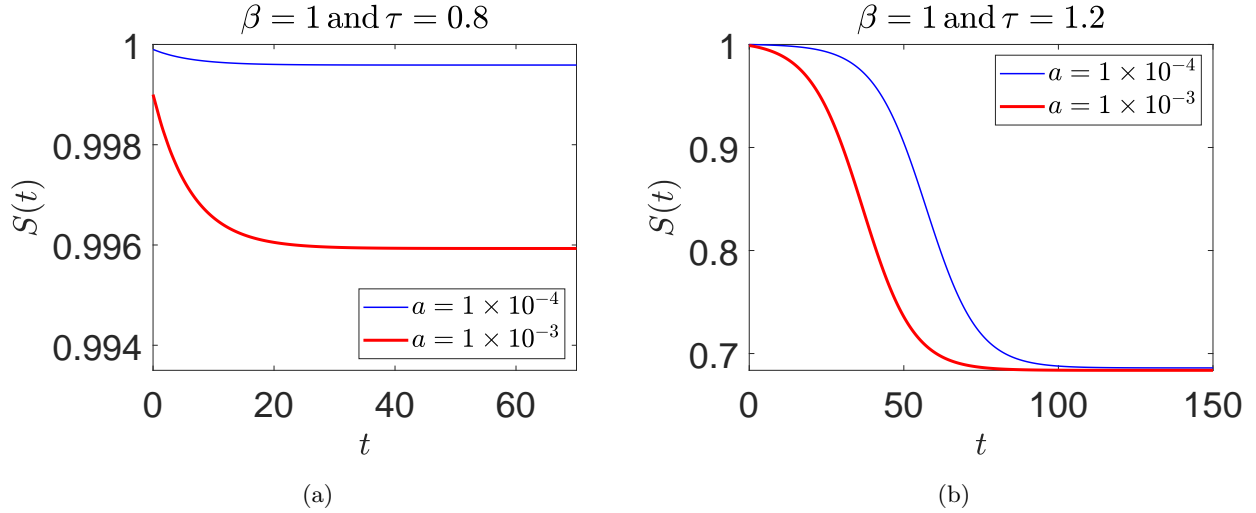 β = 1 and τ = 0.8
1
0.998
0.996
0.994
S(t)
a = 1 × 10⁻⁴
a = 1 × 10⁻³
0 20 40 60
t
(a)
β = 1 and τ = 1.2
1
0.9
0.8
0.7
S(t)
a = 1 × 10⁻⁴
a = 1 × 10⁻³
0 50 100 150
t
(b)